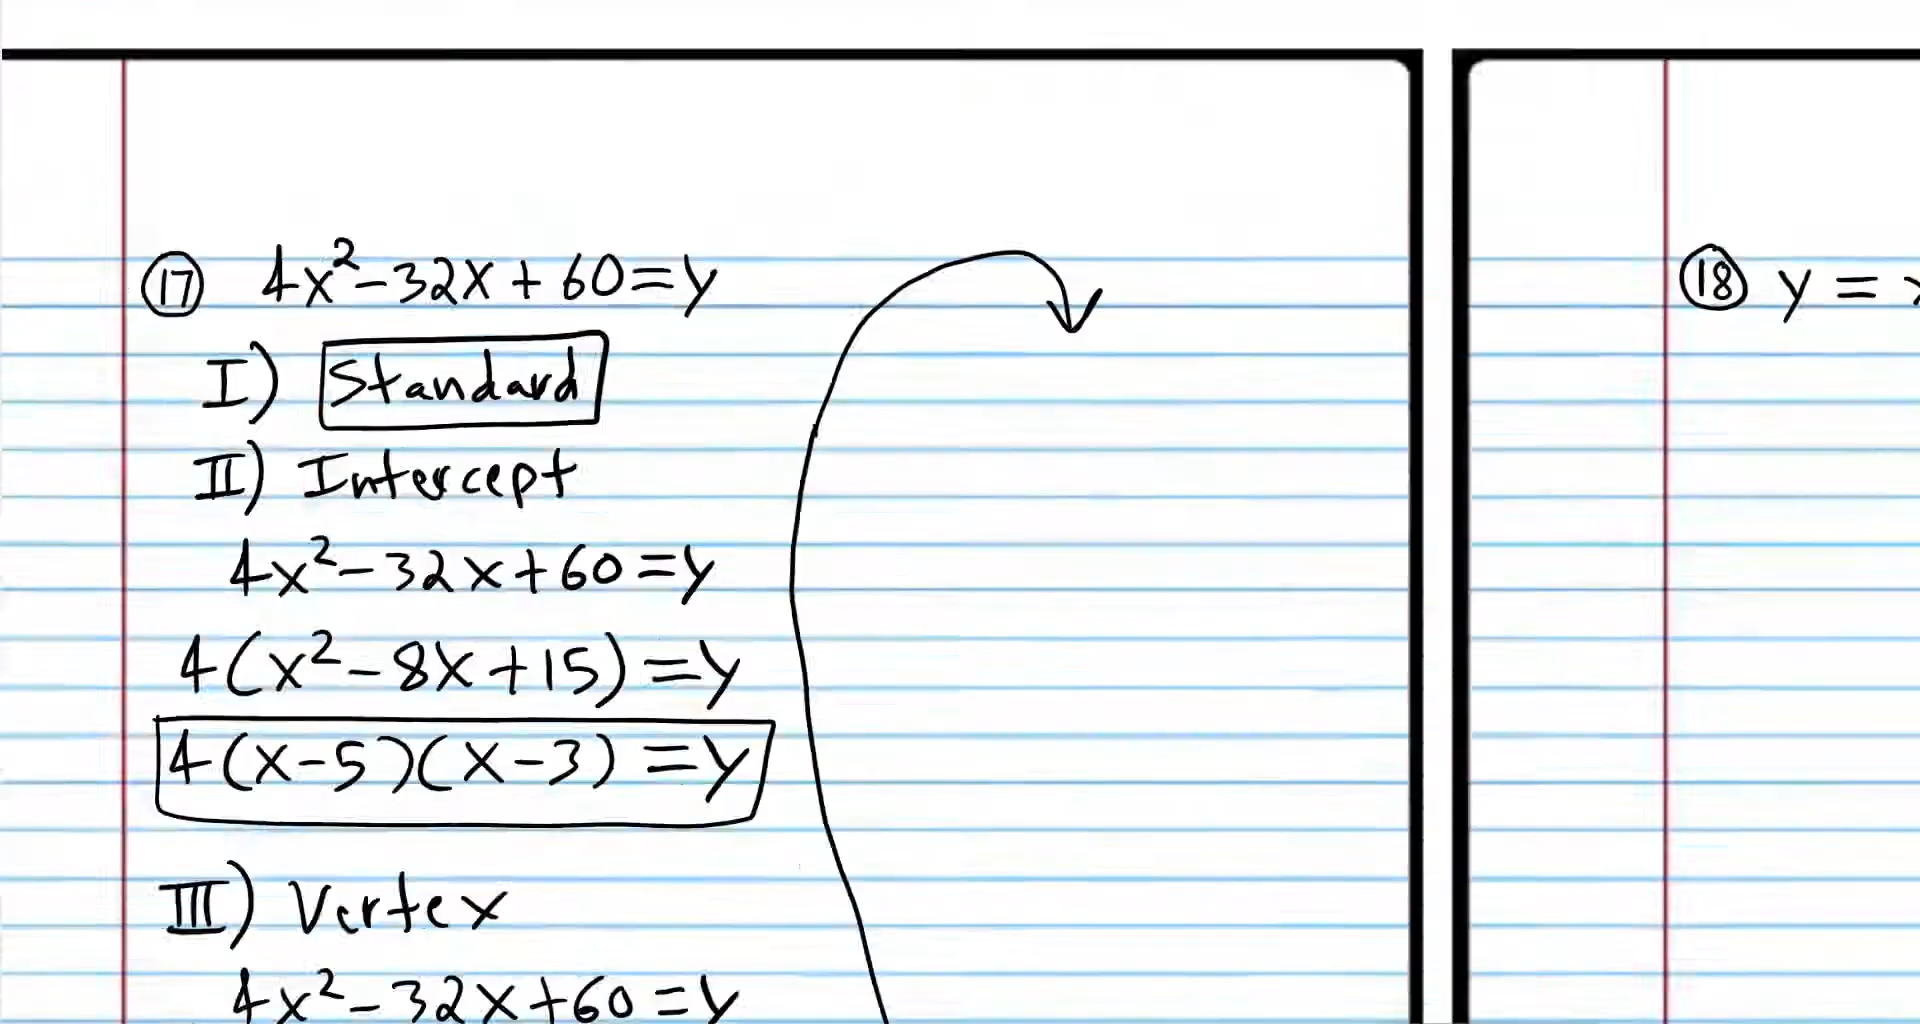 ⑰ 4x²-32x+60=y
I) Standard
II) Intercept
4x²-32x+60=y
4(x²-8x+15)=y
4(x-5)(x-3)=y
III) Vertex
4x²-32x+60=y
⑱ y=